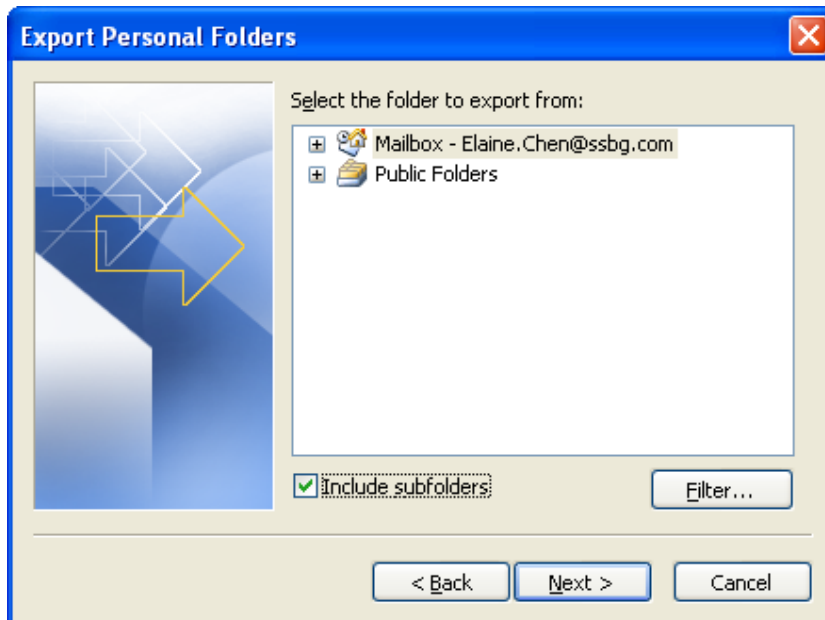 Export Personal Folders
Select the folder to export from:
Mailbox - Elaine.Chen@ssbg.com
Public Folders
Include subfolders
Filter...
< Back
Next >
Cancel